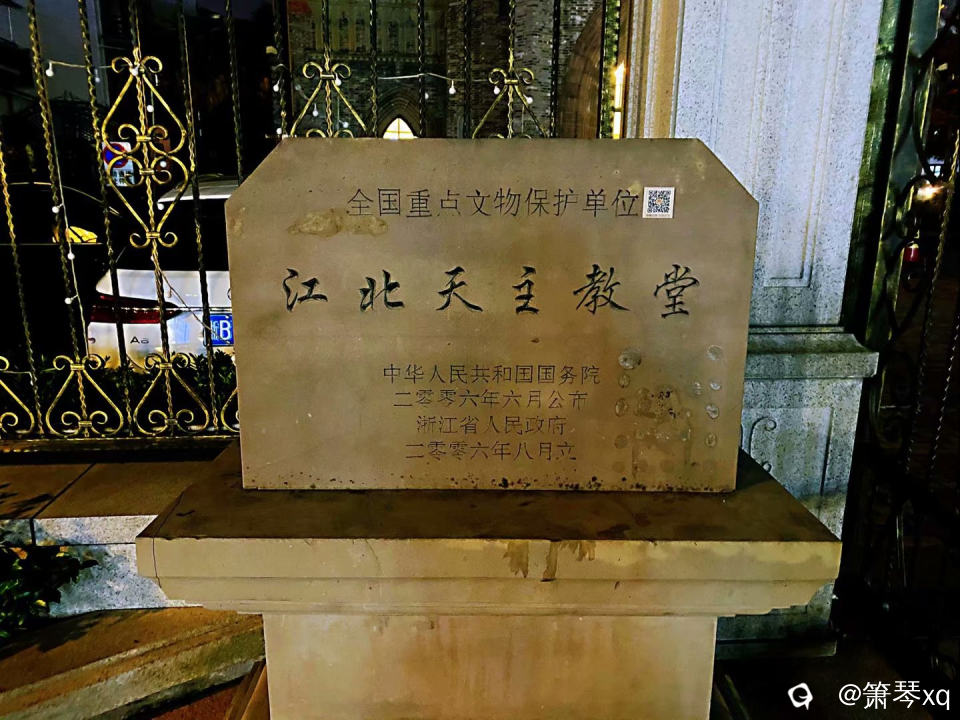 全国重点文物保护单位
江北天主教堂
中华人民共和国国务院
二零零六年六月公布
浙江省人民政府
二零零六年八月立
A6
B
@箫琴xq